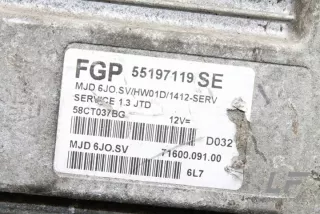 FGP 55197119 SE
MJD 6JO.SV/HW01D/1412-SERV
SERVICE 1.3 JTD
58CT037BG 12V=
D032
MJD 6JO.SV 71600.091.00
6L7